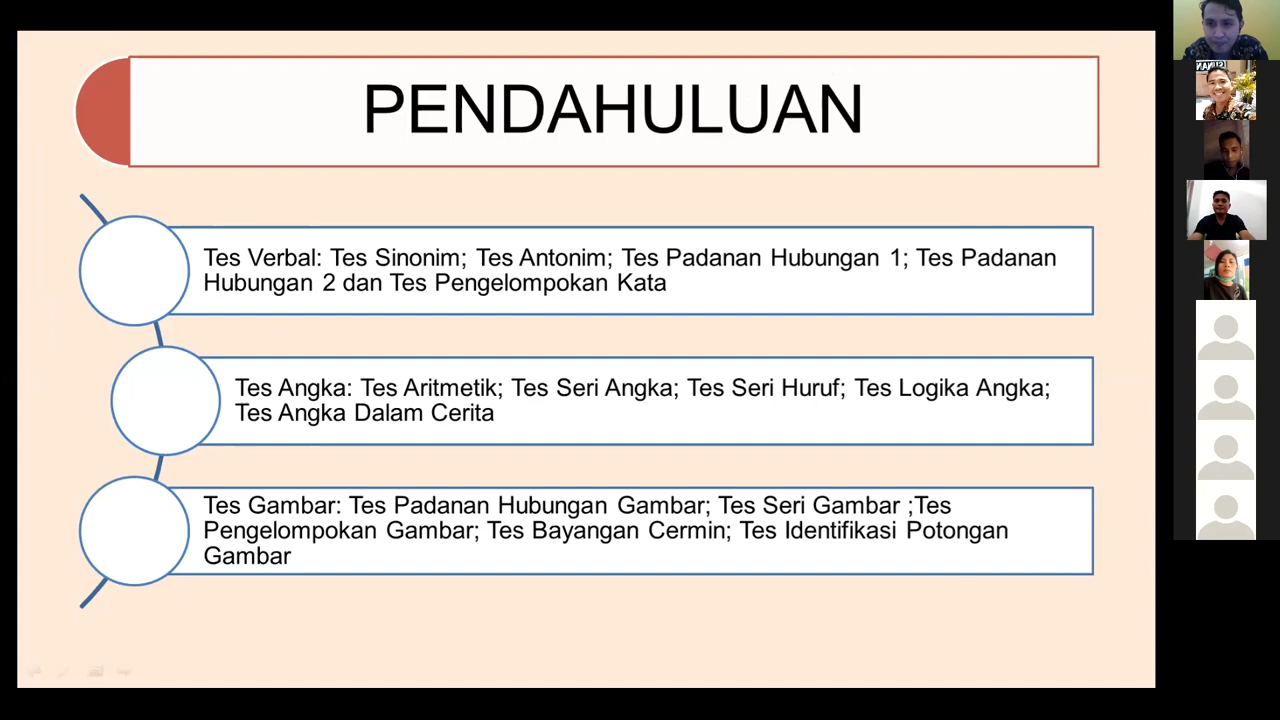 PENDAHULUAN
Tes Verbal: Tes Sinonim; Tes Antonim; Tes Padanan Hubungan 1; Tes Padanan
Hubungan 2 dan Tes Pengelompokan Kata
Tes Angka: Tes Aritmetik; Tes Seri Angka; Tes Seri Huruf; Tes Logika Angka;
Tes Angka Dalam Cerita
Tes Gambar: Tes Padanan Hubungan Gambar; Tes Seri Gambar ;Tes
Pengelompokan Gambar; Tes Bayangan Cermin; Tes Identifikasi Potongan
Gambar